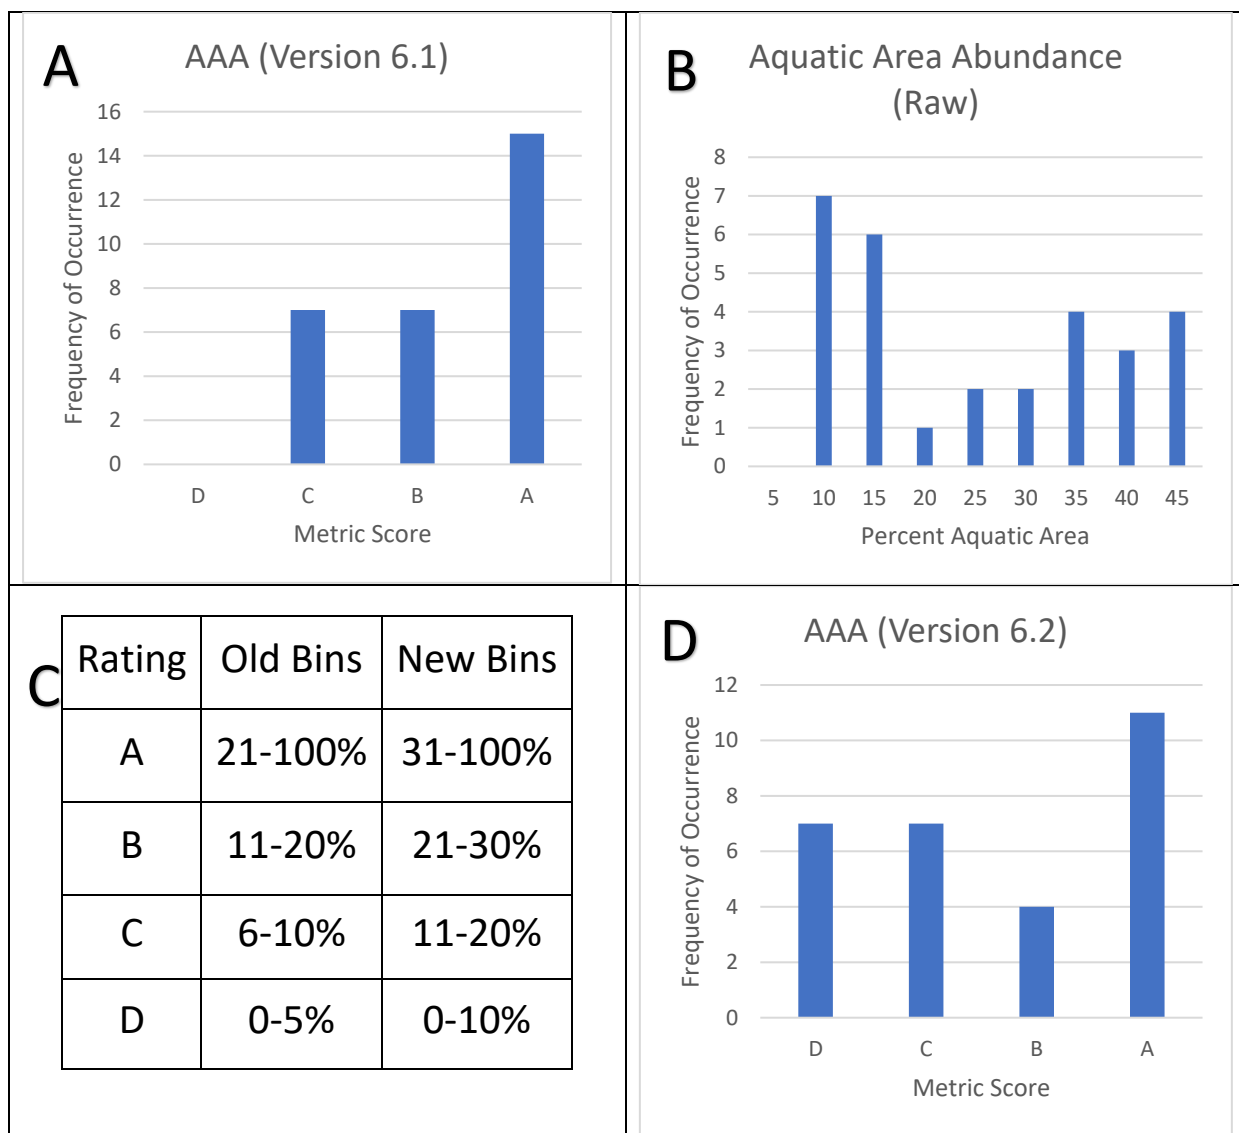 A
AAA (Version 6.1)
Frequency of Occurrence
16
14
12
10
8
6
4
2
0
D C B A
Metric Score
B
Aquatic Area Abundance
(Raw)
Frequency of Occurrence
8
7
6
5
4
3
2
1
0
5 10 15 20 25 30 35 40 45
Percent Aquatic Area
C
Rating Old Bins New Bins
A 21-100% 31-100%
B 11-20% 21-30%
C 6-10% 11-20%
D 0-5% 0-10%
D
AAA (Version 6.2)
Frequency of Occurrence
12
10
8
6
4
2
0
D C B A
Metric Score